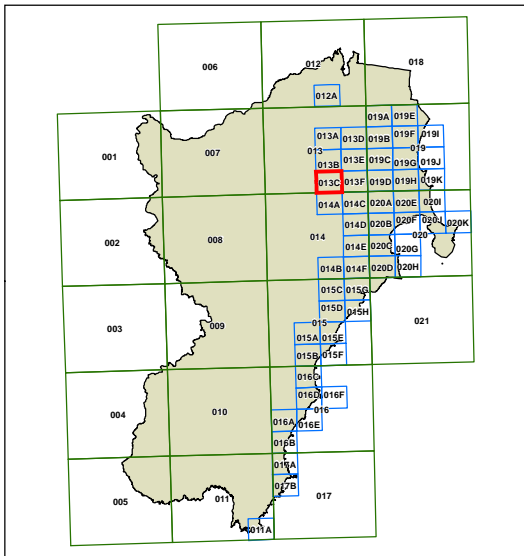 006 012 018
012A
019A 019E
013A 013D 019B 019F 019I
001 007 013 019
013B 013E 019C 019G 019J
013C 013F 019D 019H 019K
014A 014C 020A 020E 020I
014D 020B 020F 020J 020K
002 008 014 020
014E 020C 020G
014B 014F 020D 020H
015C 015G
015D 015H
003 009 015 021
015A 015E
015B 015F
016C
016D 016F
004 010 016
016A 016E
016B
017A
017B
005 011 017
011A